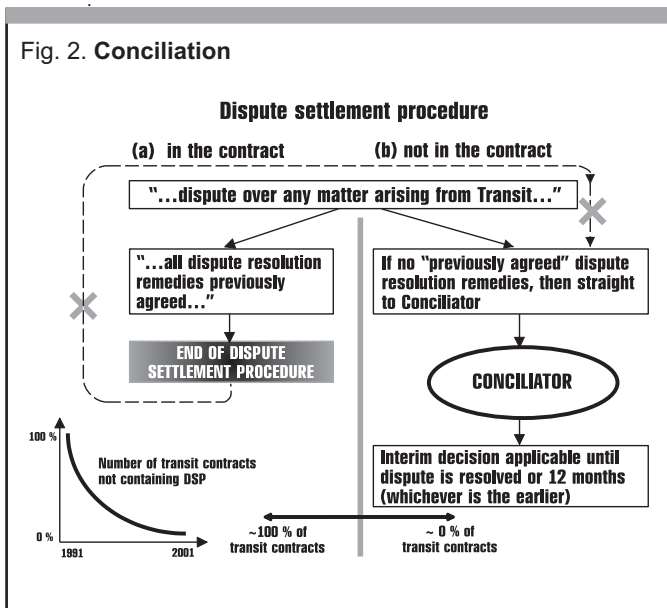 Fig. 2. Conciliation
Dispute settlement procedure
(a) in the contract
(b) not in the contract
“...dispute over any matter arising from Transit...”
“...all dispute resolution
remedies previously
agreed...”
If no “previously agreed” dispute
resolution remedies, then straight
to Conciliator
END OF DISPUTE
SETTLEMENT PROCEDURE
CONCILIATOR
Interim decision applicable until
dispute is resolved or 12 months
(whichever is the earlier)
100 %
Number of transit contracts
not containing DSP
0 %
1991
2001
~100 % of
transit contracts
~ 0 % of
transit contracts